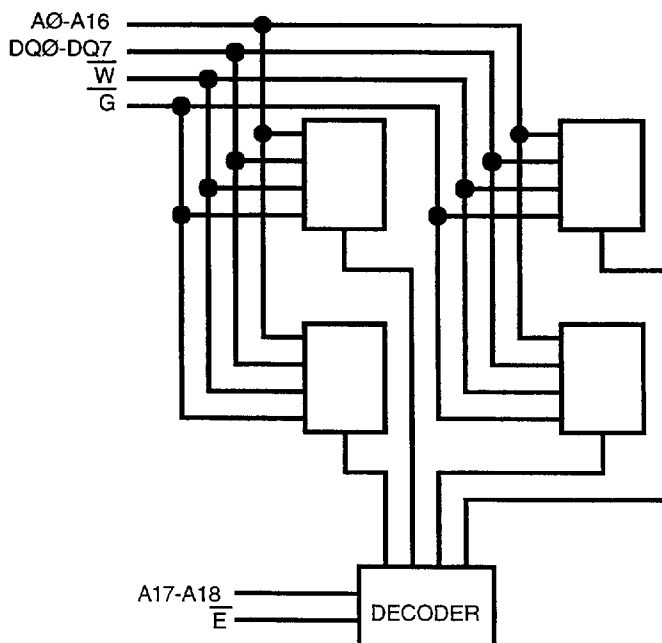 AØ-A16
DQØ-DQ7
W̅
G̅
A17-A18
E̅
DECODER